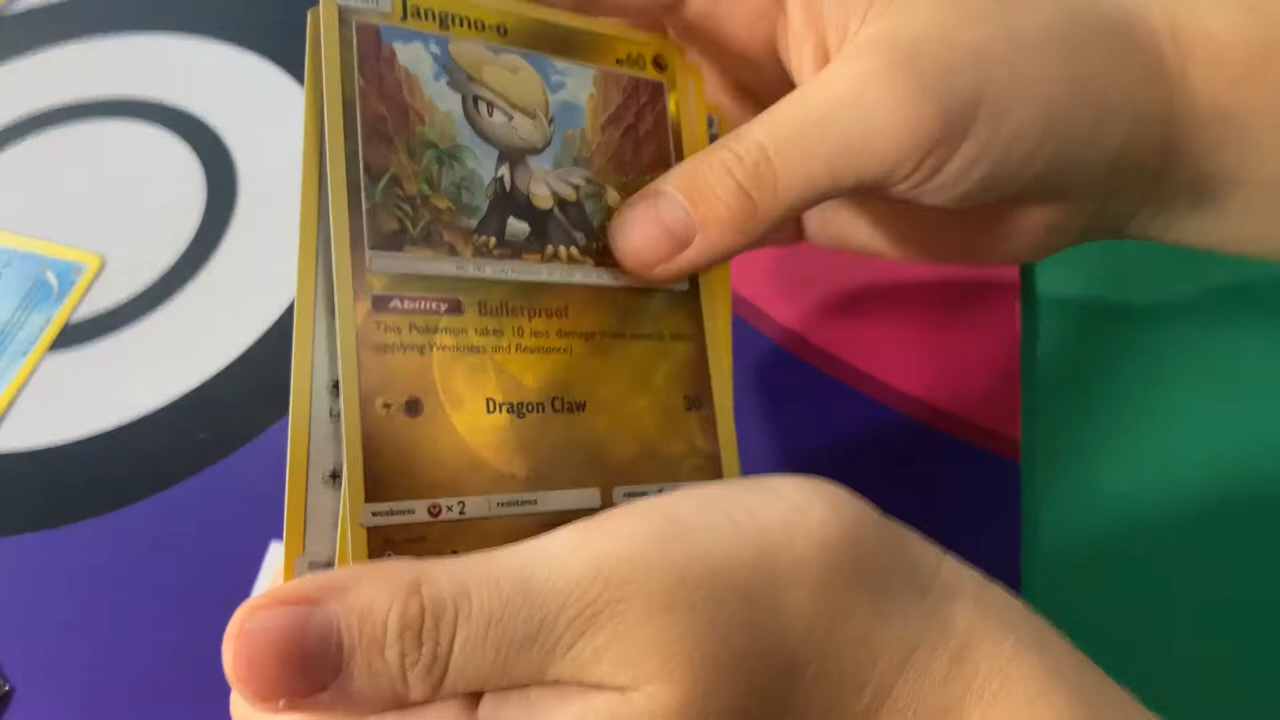 Jangmo-o
HP60
Ability Bulletproof
This Pokémon takes 10 less damage
applying Weakness and Resistance)
Dragon Claw 30
weakness ×2 resistance